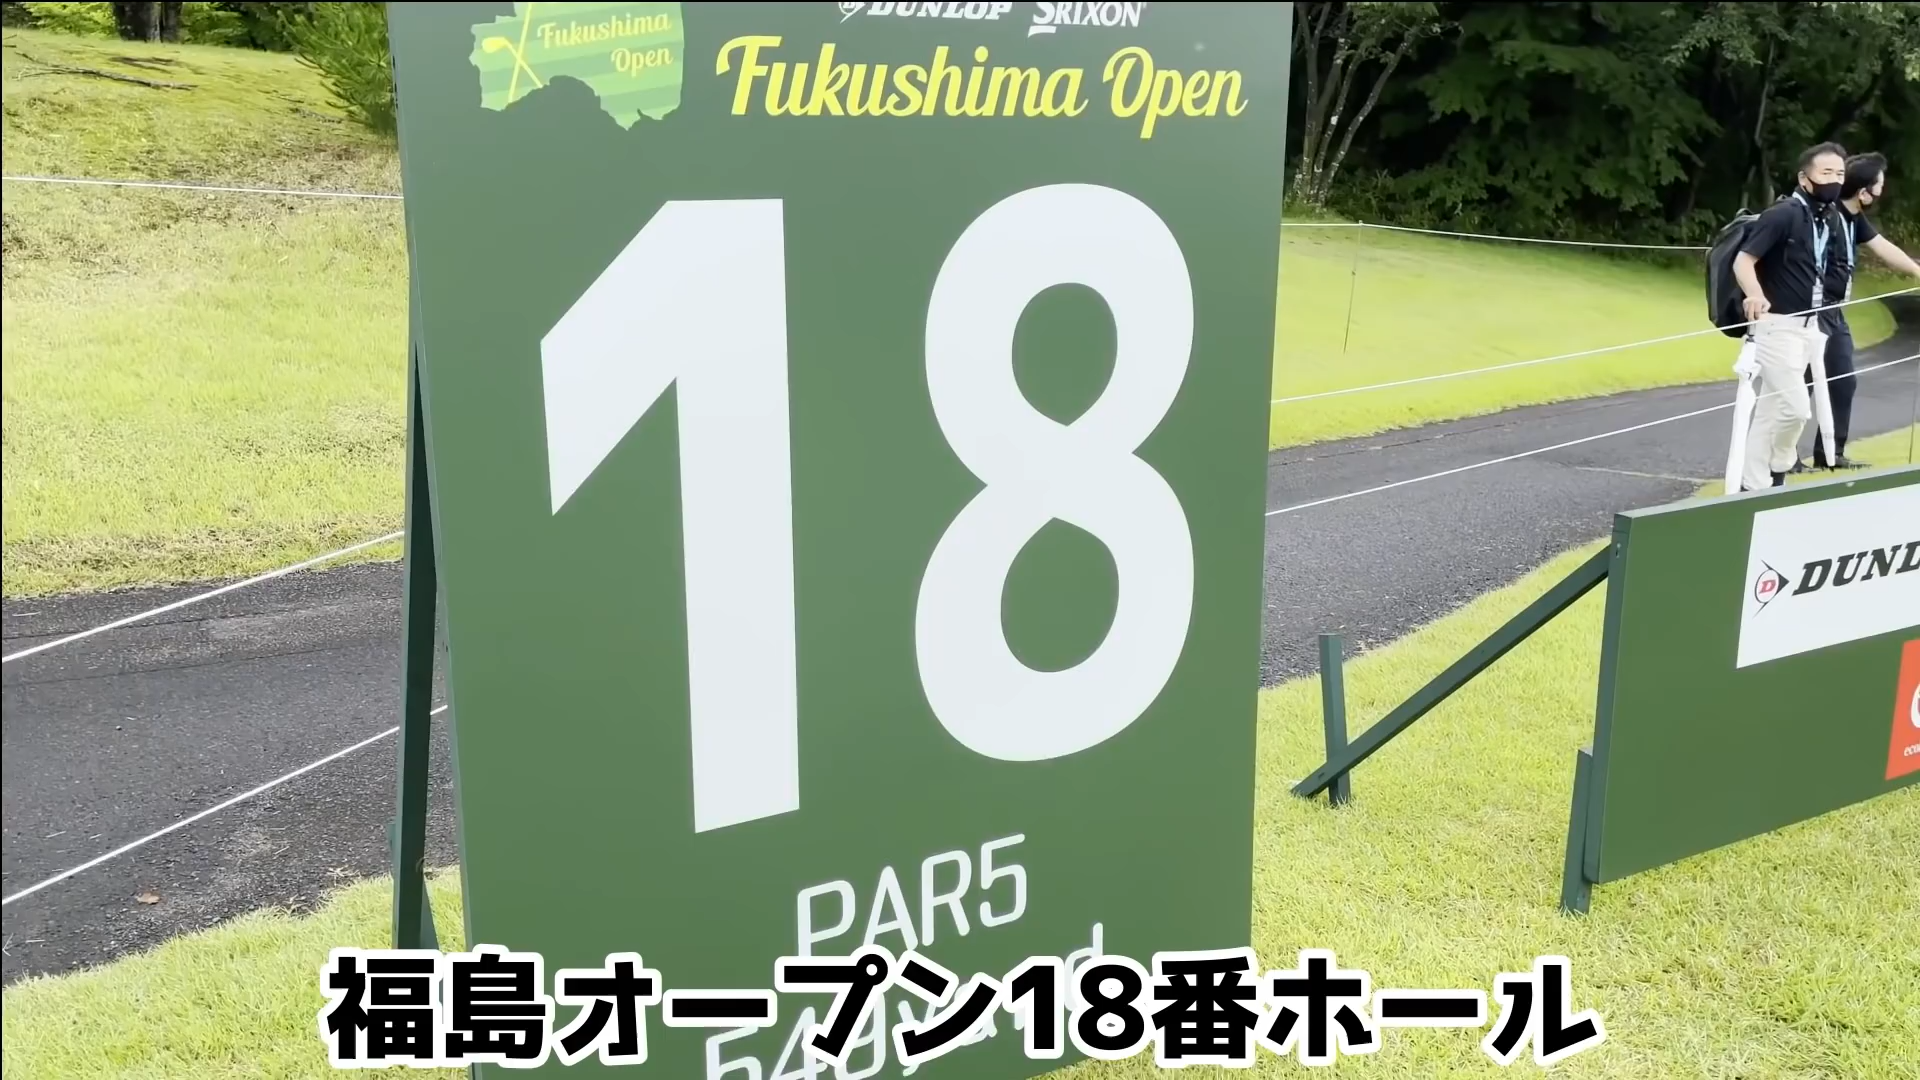 DUNLOP SRIXON
Fukushima
Open
Fukushima Open
18
PAR5
福島オープン18番ホール